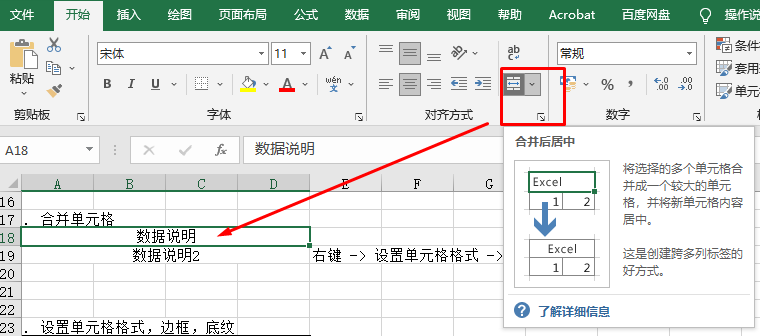 文件 开始 插入 绘图 页面布局 公式 数据 审阅 视图 帮助 Acrobat 百度网盘 操作说
宋体 11 A A ab c 常规 条件
粘贴 B I U A wén 文 % , .00 套用
单元
剪贴板 字体 对齐方式 数字
A18 数据说明
合并后居中
将选择的多个单元格合
并成一个较大的单元
格，并将新单元格内容
居中。
这是创建跨多列标签的
好方式。
Excel
1 2
Excel
1 2
了解详细信息
A B C D E F G
16
17 . 合并单元格
18 数据说明
19 数据说明2 右键 -> 设置单元格格式 ->
20
21
22
23 . 设置单元格格式，边框，底纹